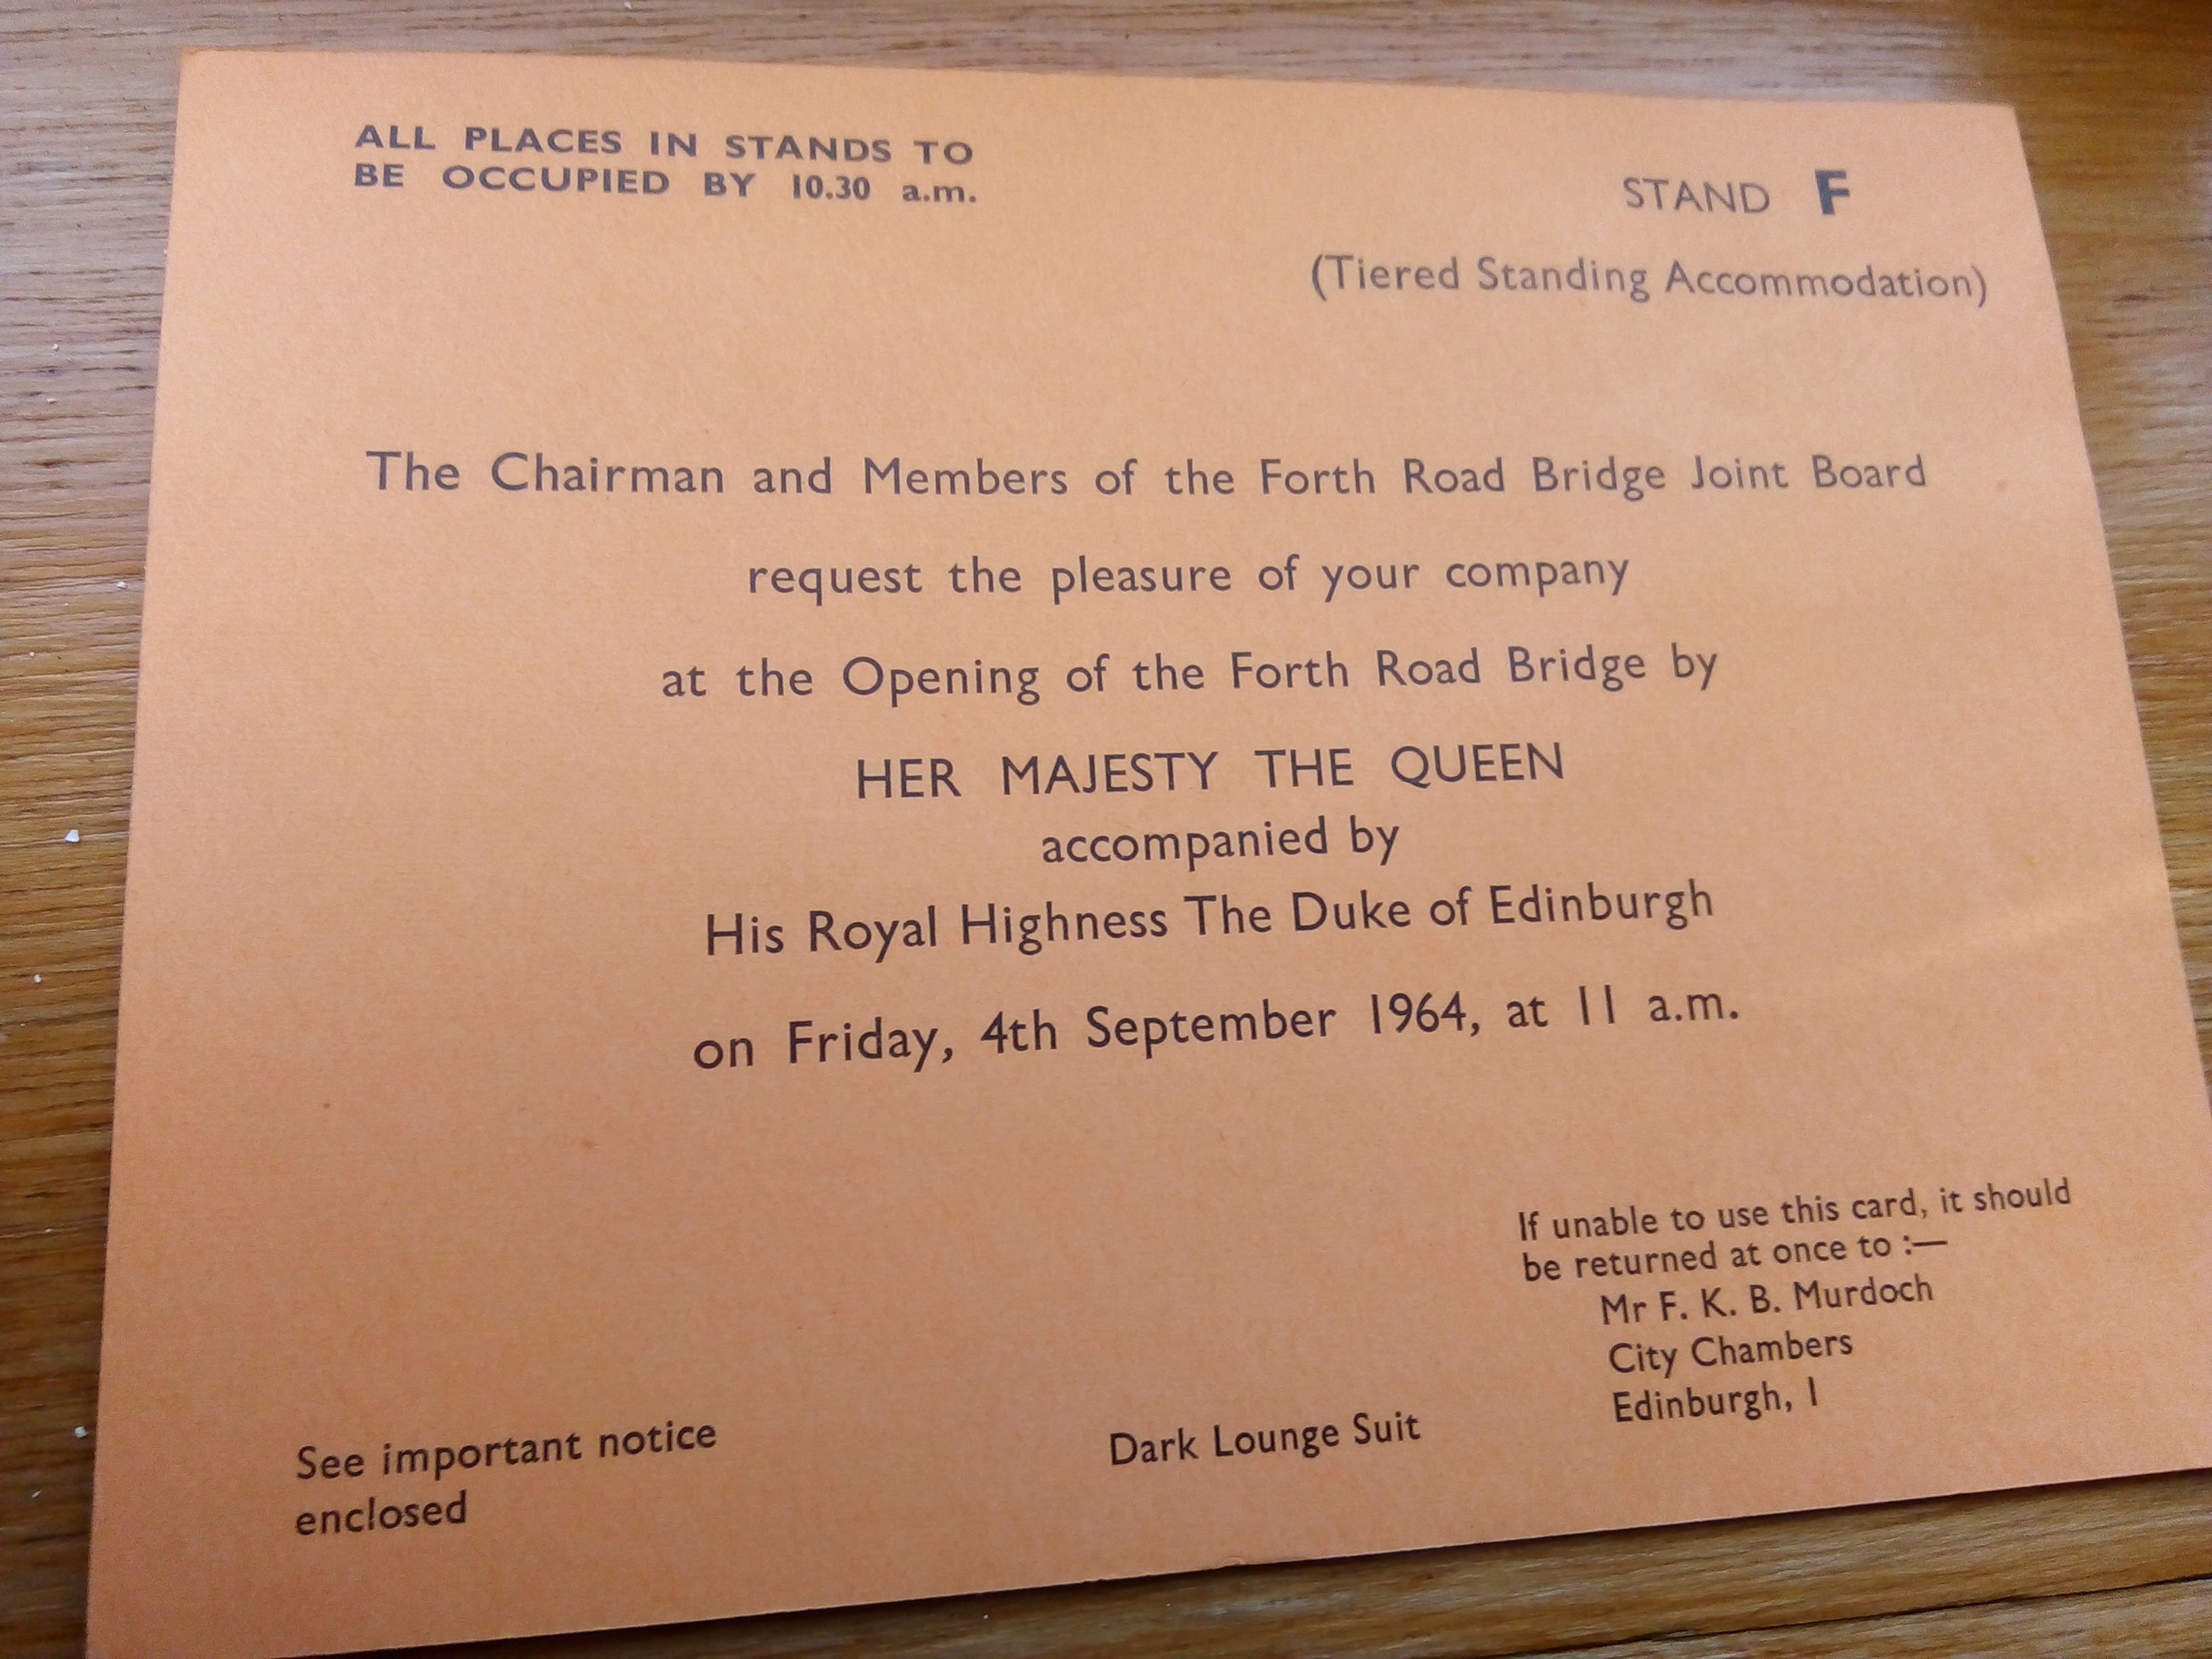 ALL PLACES IN STANDS TO
BE OCCUPIED BY 10.30 a.m.
STAND F
(Tiered Standing Accommodation)
The Chairman and Members of the Forth Road Bridge Joint Board
request the pleasure of your company
at the Opening of the Forth Road Bridge by
HER MAJESTY THE QUEEN
accompanied by
His Royal Highness The Duke of Edinburgh
on Friday, 4th September 1964, at 11 a.m.
If unable to use this card, it should
be returned at once to :—
Mr F. K. B. Murdoch
City Chambers
Edinburgh, 1
See important notice
enclosed
Dark Lounge Suit